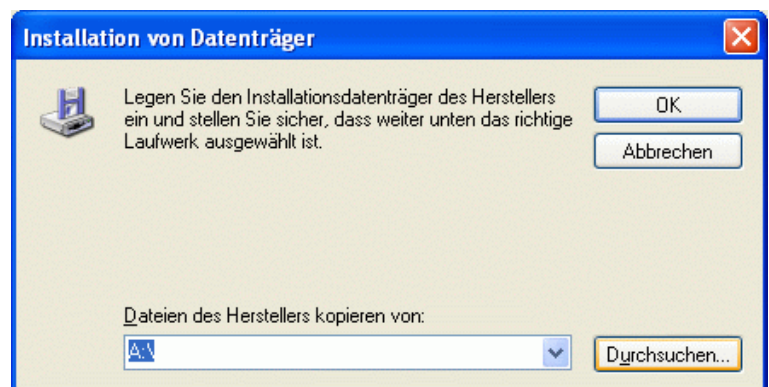 Installation von Datenträger
Legen Sie den Installationsdatenträger des Herstellers
ein und stellen Sie sicher, dass weiter unten das richtige
Laufwerk ausgewählt ist.
OK
Abbrechen
Dateien des Herstellers kopieren von:
A:\
Durchsuchen...